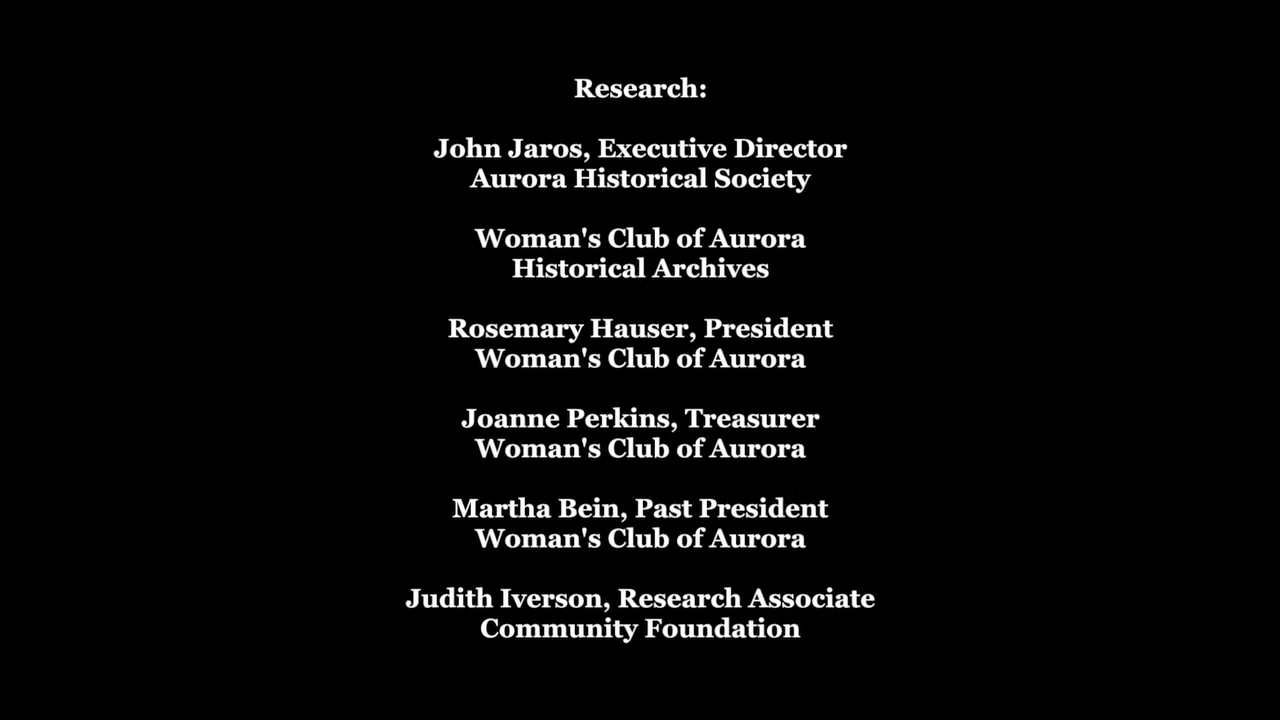 Research:
John Jaros, Executive Director
Aurora Historical Society
Woman's Club of Aurora
Historical Archives
Rosemary Hauser, President
Woman's Club of Aurora
Joanne Perkins, Treasurer
Woman's Club of Aurora
Martha Bein, Past President
Woman's Club of Aurora
Judith Iverson, Research Associate
Community Foundation